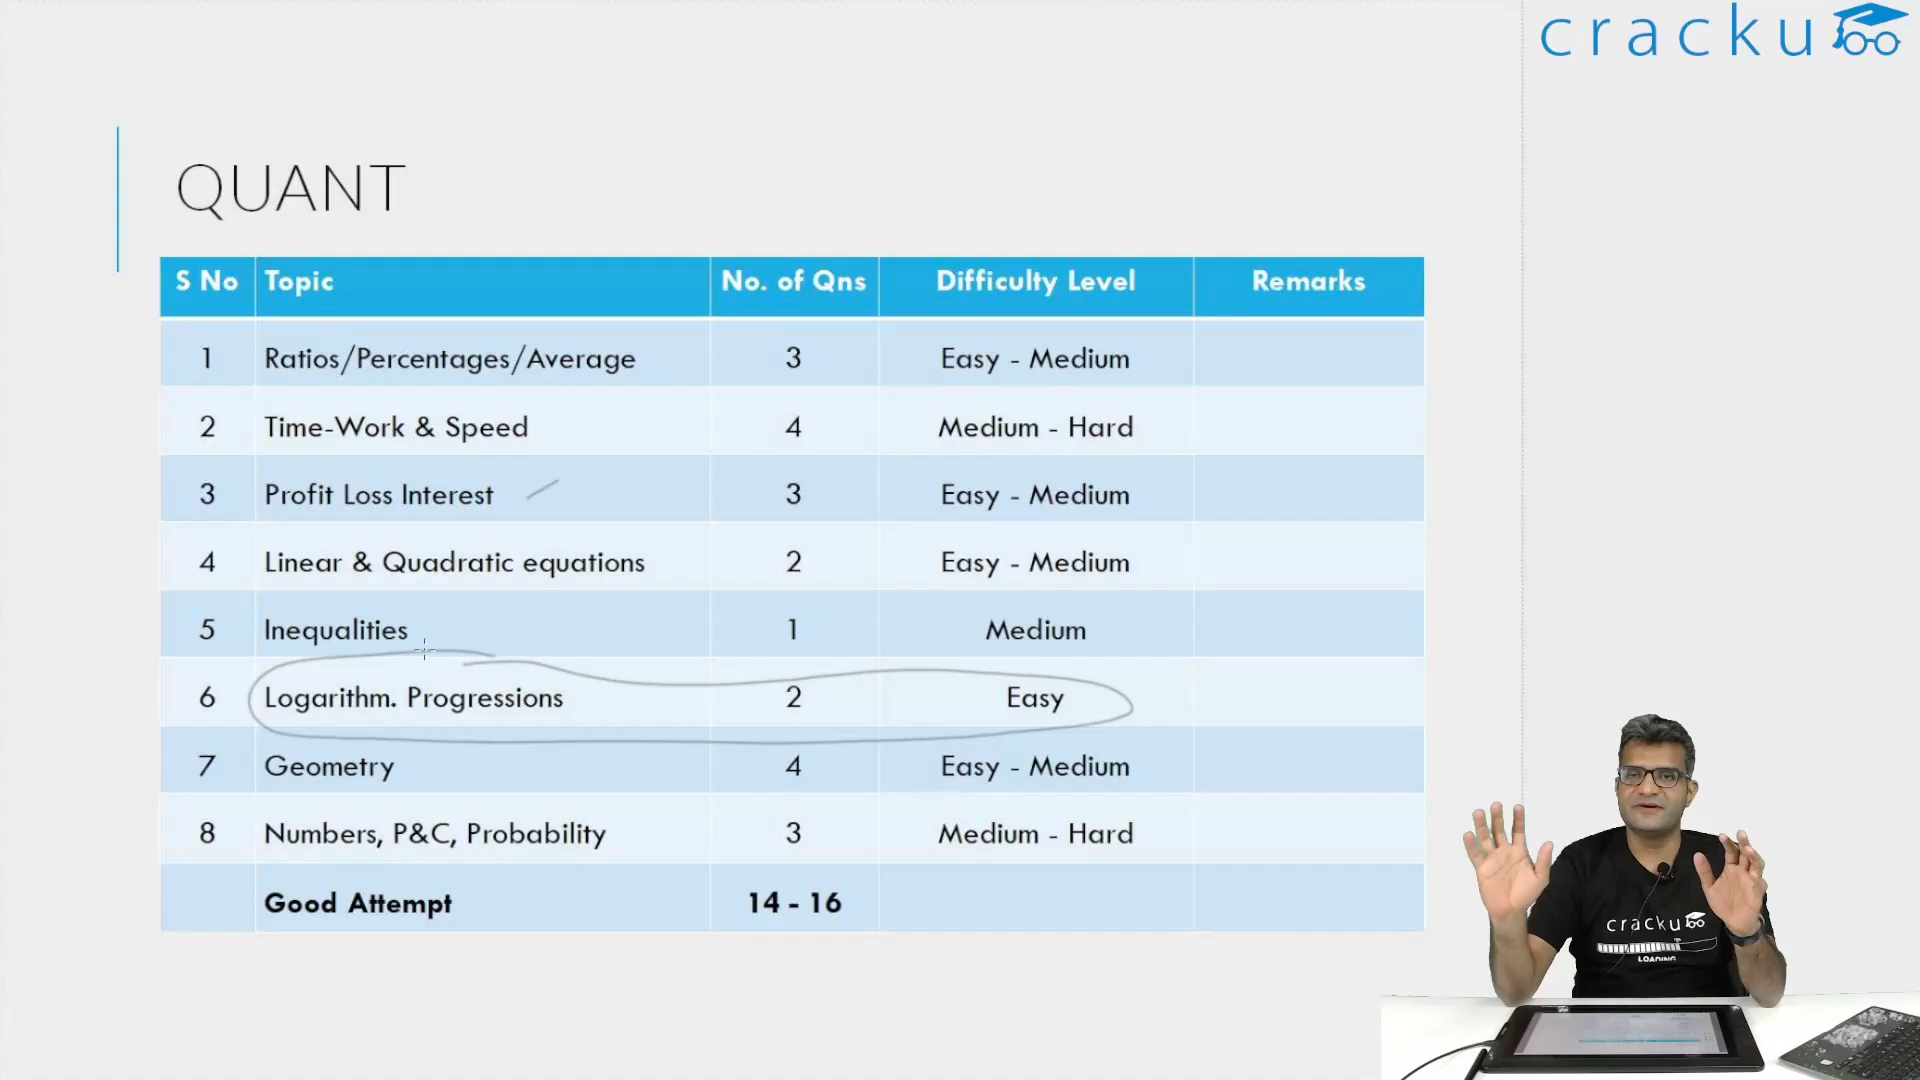 cracku
QUANT
S No Topic No. of Qns Difficulty Level Remarks
1 Ratios/Percentages/Average 3 Easy - Medium
2 Time-Work & Speed 4 Medium - Hard
3 Profit Loss Interest 3 Easy - Medium
4 Linear & Quadratic equations 2 Easy - Medium
5 Inequalities 1 Medium
6 Logarithm. Progressions 2 Easy
7 Geometry 4 Easy - Medium
8 Numbers, P&C, Probability 3 Medium - Hard
Good Attempt 14 - 16
cracku
LOADING